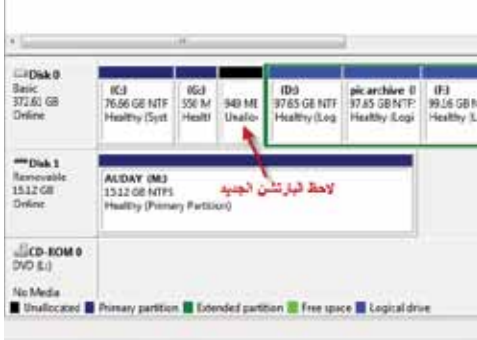 Disk 0
Basic
372.61 GB
Online
(C:)
76.66 GB NTF
Healthy (Syst
(G:)
550 M
Healtl
949 ME
Unallo
(D:)
97.65 GB NTF
Healthy (Log
pic archive (I
97.65 GB NTF
Healthy (Logi
(F:)
99.16 GB N
Healthy (L
Disk 1
Removable
15.12 GB
Online
AUDAY (M:)
15.12 GB NTFS
Healthy (Primary Partition)
لاحظ البارتشن الجديد
CD-ROM 0
DVD (L:)
No Media
Unallocated Primary partition Extended partition Free space Logical drive